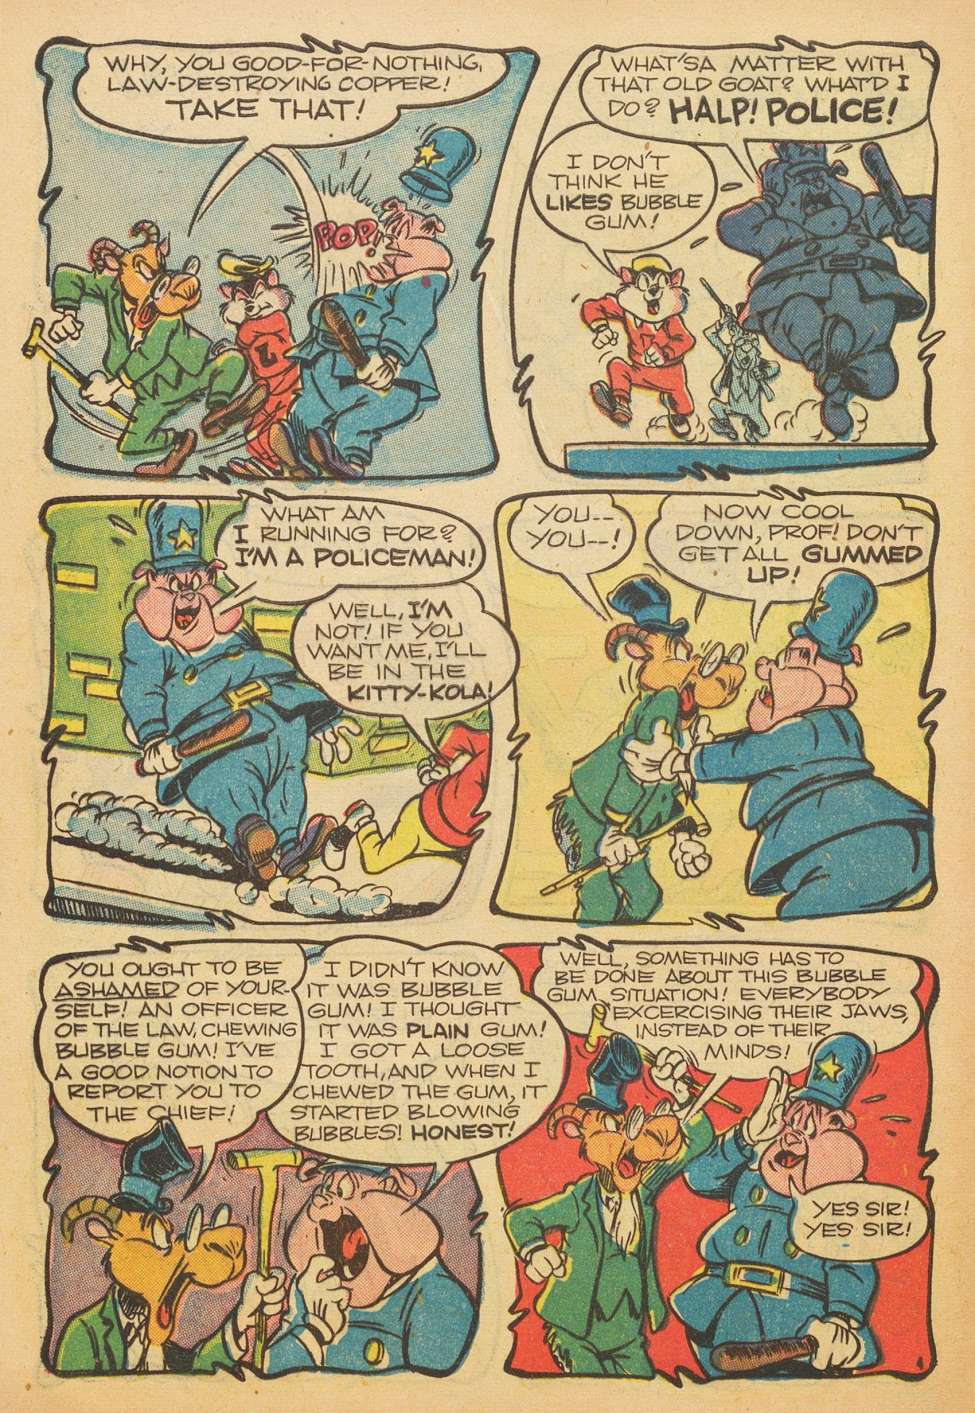 WHY, YOU GOOD-FOR-NOTHING,
LAW-DESTROYING COPPER!
TAKE THAT!
POP!
L
WHAT'SA MATTER WITH
THAT OLD GOAT? WHAT'D I
DO? HALP! POLICE!
I DON'T
THINK HE
LIKES BUBBLE
GUM!
WHAT AM
I RUNNING FOR?
I'M A POLICEMAN!
WELL, I'M
NOT! IF YOU
WANT ME, I'LL
BE IN THE
KITTY-KOLA!
YOU--
YOU--!
NOW COOL
DOWN, PROF! DON'T
GET ALL GUMMED
UP!
YOU OUGHT TO BE
ASHAMED OF YOUR-
SELF! AN OFFICER
OF THE LAW, CHEWING
BUBBLE GUM! I'VE
A GOOD NOTION TO
REPORT YOU TO
THE CHIEF!
I DIDN'T KNOW
IT WAS BUBBLE
GUM! I THOUGHT
IT WAS PLAIN GUM!
I GOT A LOOSE
TOOTH, AND WHEN I
CHEWED THE GUM, IT
STARTED BLOWING
BUBBLES! HONEST!
WELL, SOMETHING HAS TO
BE DONE ABOUT THIS BUBBLE
GUM SITUATION! EVERYBODY
EXCERCISING THEIR JAWS,
INSTEAD OF THEIR
MINDS!
YES SIR!
YES SIR!